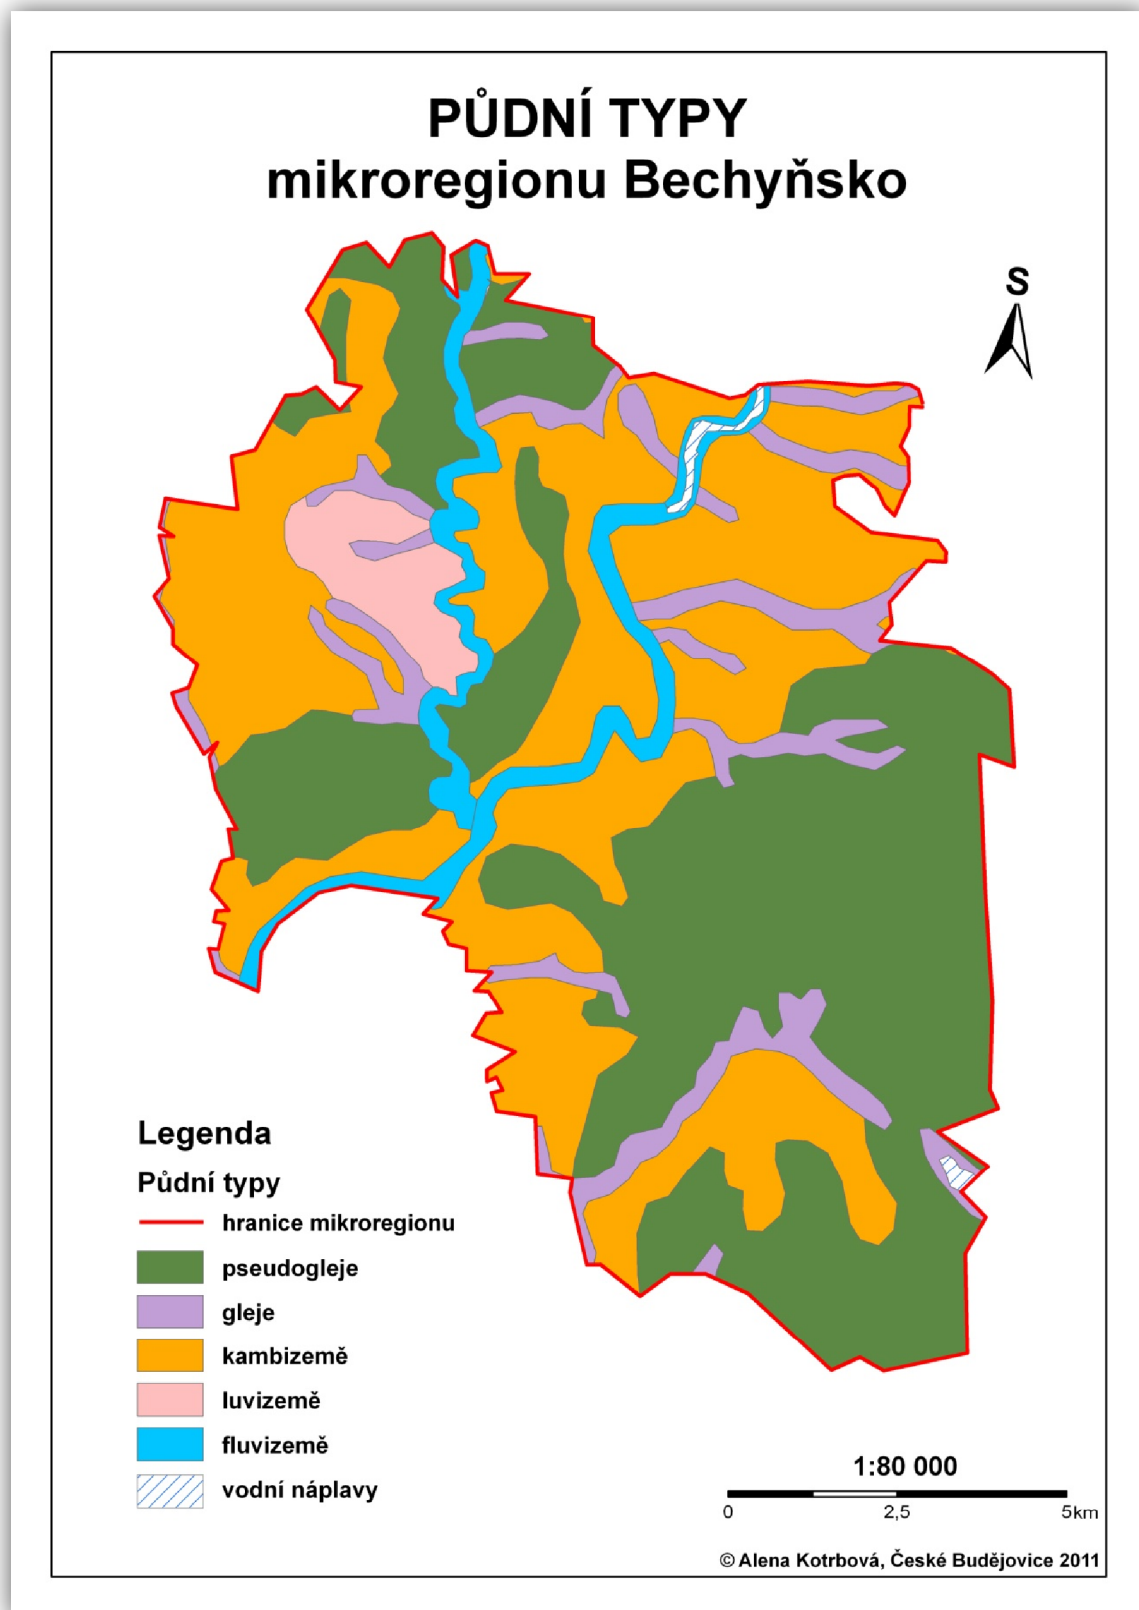 PŮDNÍ TYPY
mikroregionu Bechyňsko
S
Legenda
Půdní typy
hranice mikroregionu
pseudogleje
gleje
kambizemě
luvizemě
fluvizemě
vodní náplavy
1:80 000
0 2,5 5km
© Alena Kotrbová, České Budějovice 2011